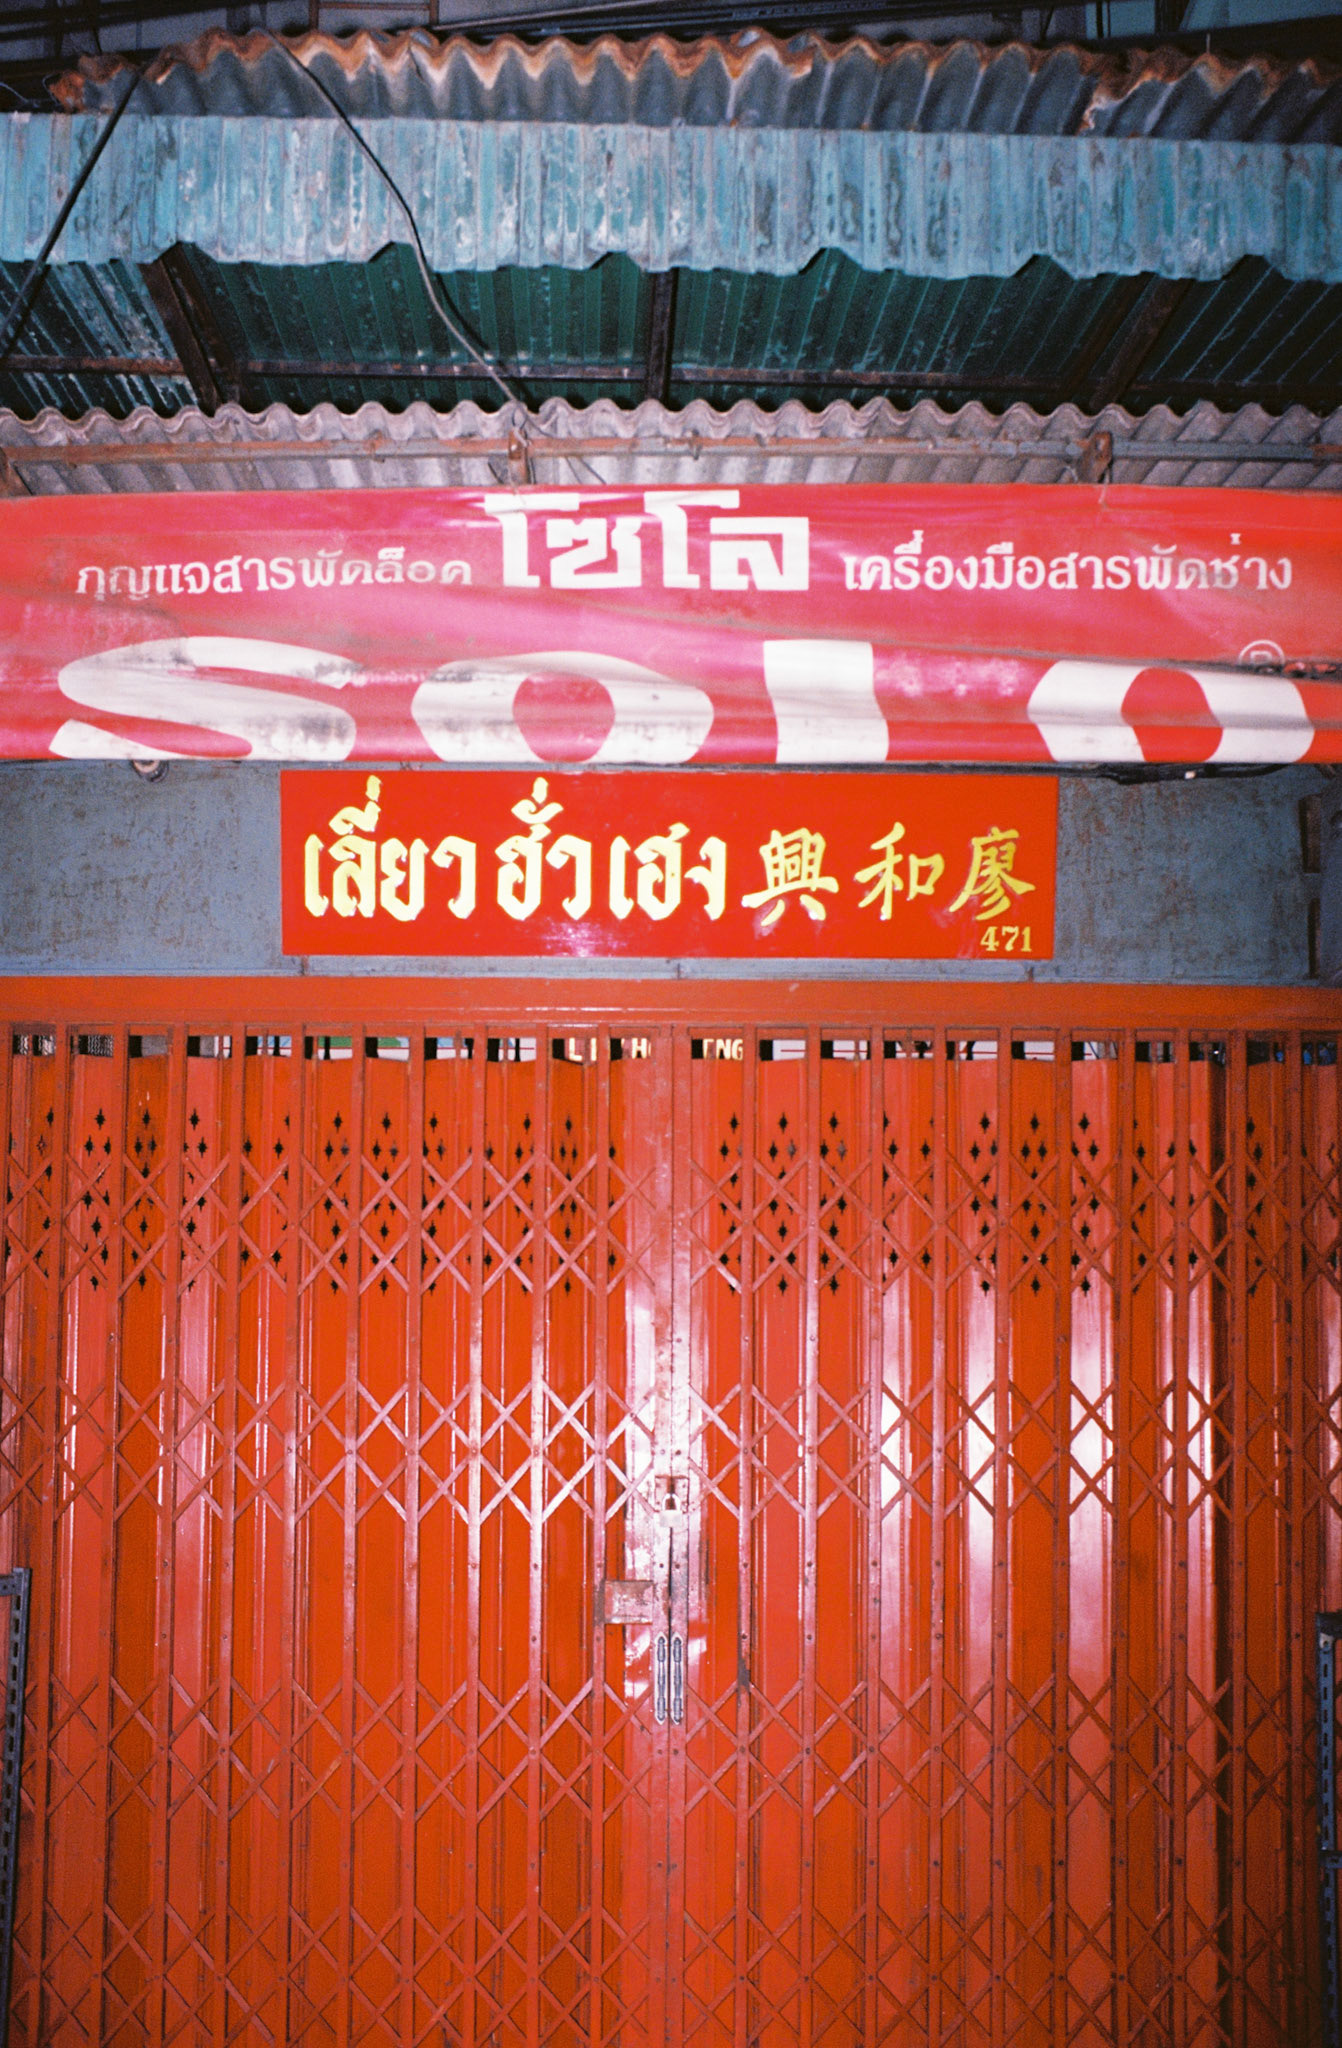 กุญแจสารพัดล็อค โซโล เครื่องมือสารพัดช่าง
solo ®
เลี่ยวฮั่วเฮง 興和廖
471